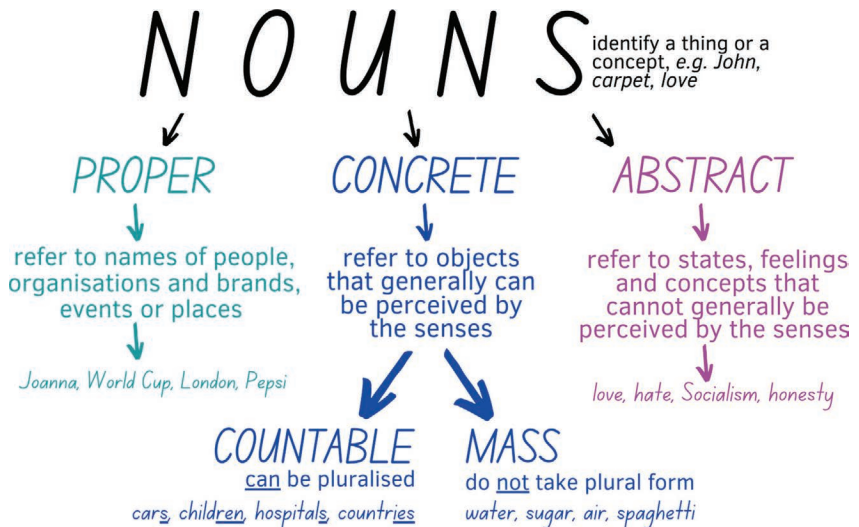 NOUNS
identify a thing or a
concept, e.g. John,
carpet, love
PROPER
refer to names of people,
organisations and brands,
events or places
Joanna, World Cup, London, Pepsi
CONCRETE
refer to objects
that generally can
be perceived by
the senses
COUNTABLE
can be pluralised
cars, children, hospitals, countries
MASS
do not take plural form
water, sugar, air, spaghetti
ABSTRACT
refer to states, feelings
and concepts that
cannot generally be
perceived by the senses
love, hate, Socialism, honesty